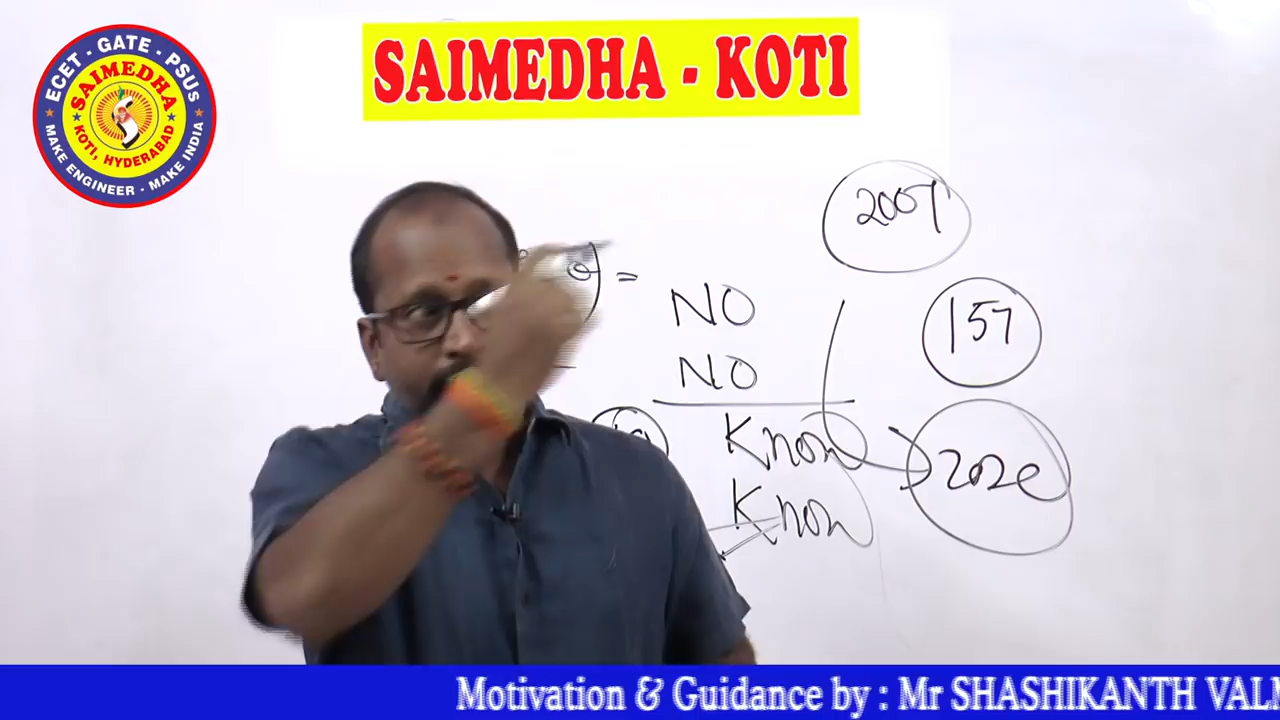 ECET - GATE - PSUS
SAIMEDHA
KOTI, HYDERABAD
MAKE ENGINEER - MAKE INDIA
SAIMEDHA - KOTI
2007
=
NO
157
NO
Know
2020
Know
Motivation & Guidance by : Mr SHASHIKANTH VALM